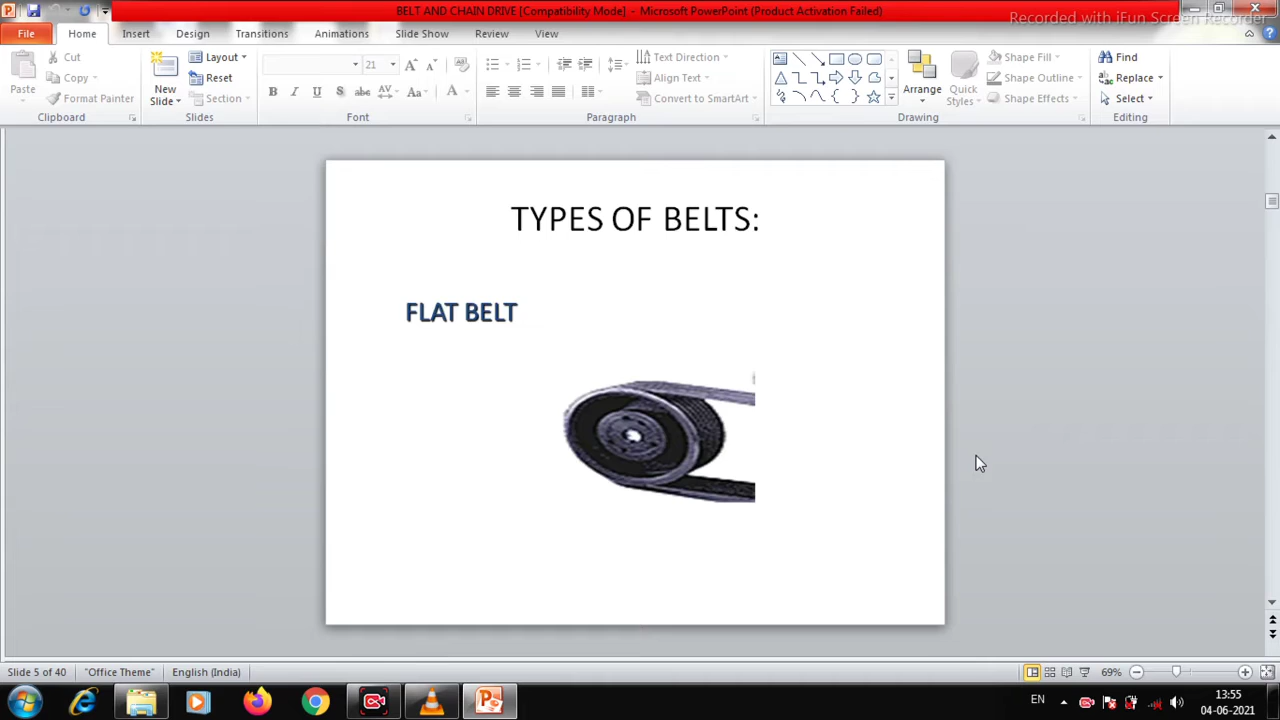 BELT AND CHAIN DRIVE [Compatibility Mode] - Microsoft PowerPoint (Product Activation Failed)
Recorded with iFun Screen Recorder
File Home Insert Design Transitions Animations Slide Show Review View
Paste
Cut
Copy
Format Painter
Clipboard
New
Slide
Layout
Reset
Section
Slides
21
B I U S abc AV Aa A
Font
Text Direction
Align Text
Convert to SmartArt
Paragraph
Arrange
Quick
Styles
Shape Fill
Shape Outline
Shape Effects
Drawing
Find
Replace
Select
Editing
TYPES OF BELTS:
FLAT BELT
Slide 5 of 40 "Office Theme" English (India) 69%
EN 13:55
04-06-2021